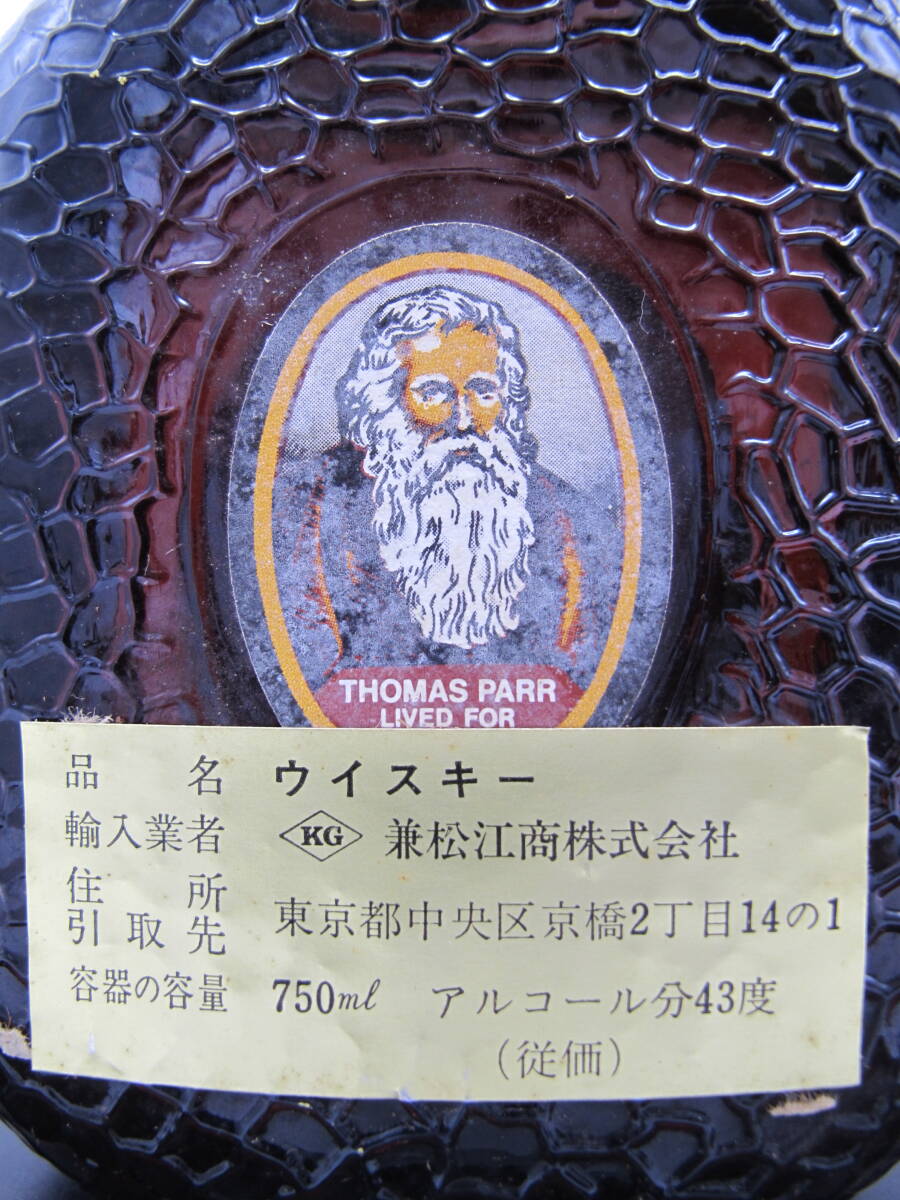 THOMAS PARR
LIVED FOR
品名 ウイスキー
輸入業者 KG 兼松江商株式会社
住所
引取先 東京都中央区京橋2丁目14の1
容器の容量 750ml アルコール分43度
(従価)